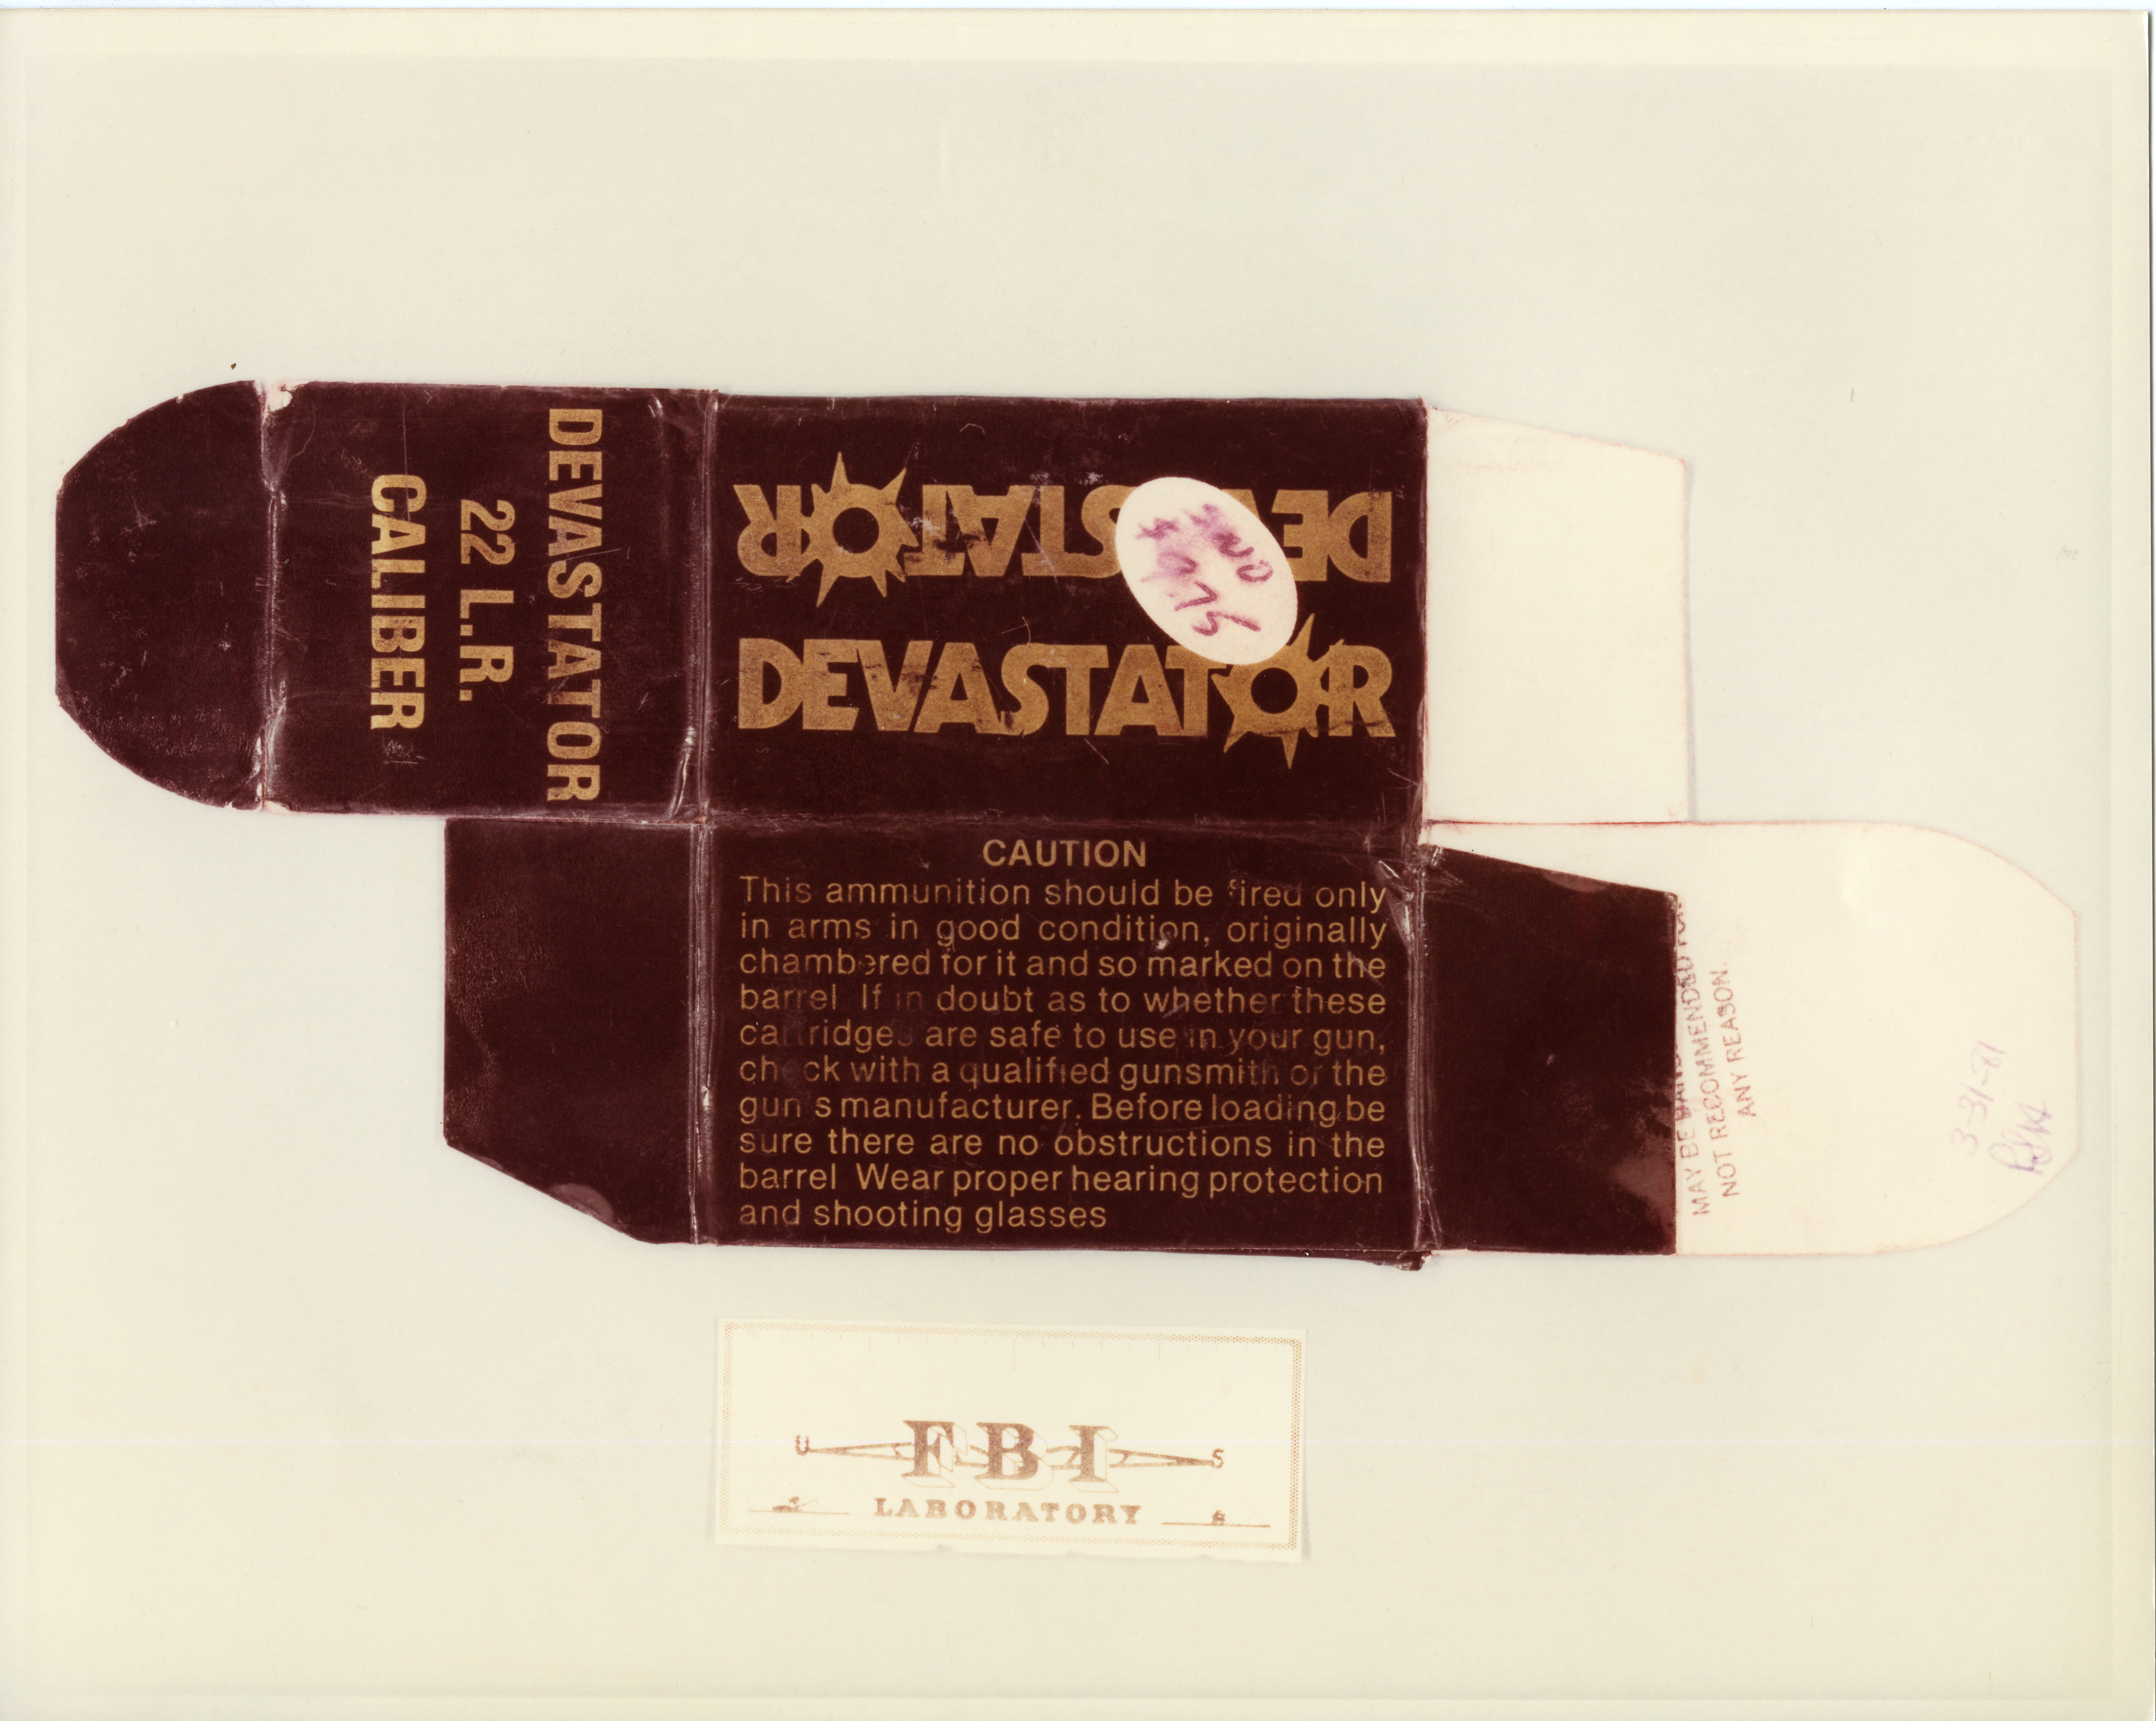 DEVASTATOR
22 L.R.
CALIBER
DEVASTATOR
DEVASTATOR
CAUTION
This ammunition should be fired only
in arms in good condition, originally
chambered for it and so marked on the
barrel If in doubt as to whether these
cartridges are safe to use in your gun,
check with a qualified gunsmith or the
gun s manufacturer. Before loading be
sure there are no obstructions in the
barrel Wear proper hearing protection
and shooting glasses
MAY BE
NOT RECOMMENDED
ANY REASON.
3-31-81
U FBI S
LABORATORY